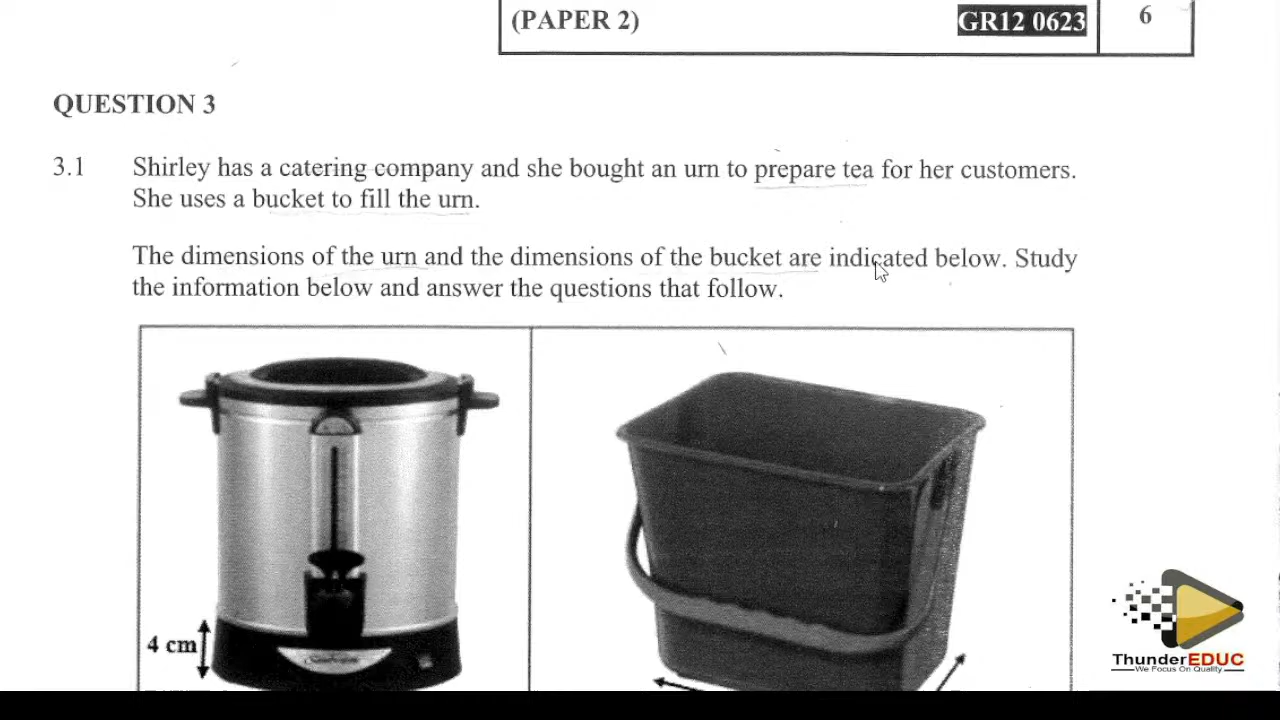 (PAPER 2)
GR12 0623
6
QUESTION 3
3.1 Shirley has a catering company and she bought an urn to prepare tea for her customers.
She uses a bucket to fill the urn.
The dimensions of the urn and the dimensions of the bucket are indicated below. Study
the information below and answer the questions that follow.
4 cm
ThunderEDUC
We Focus On Quality